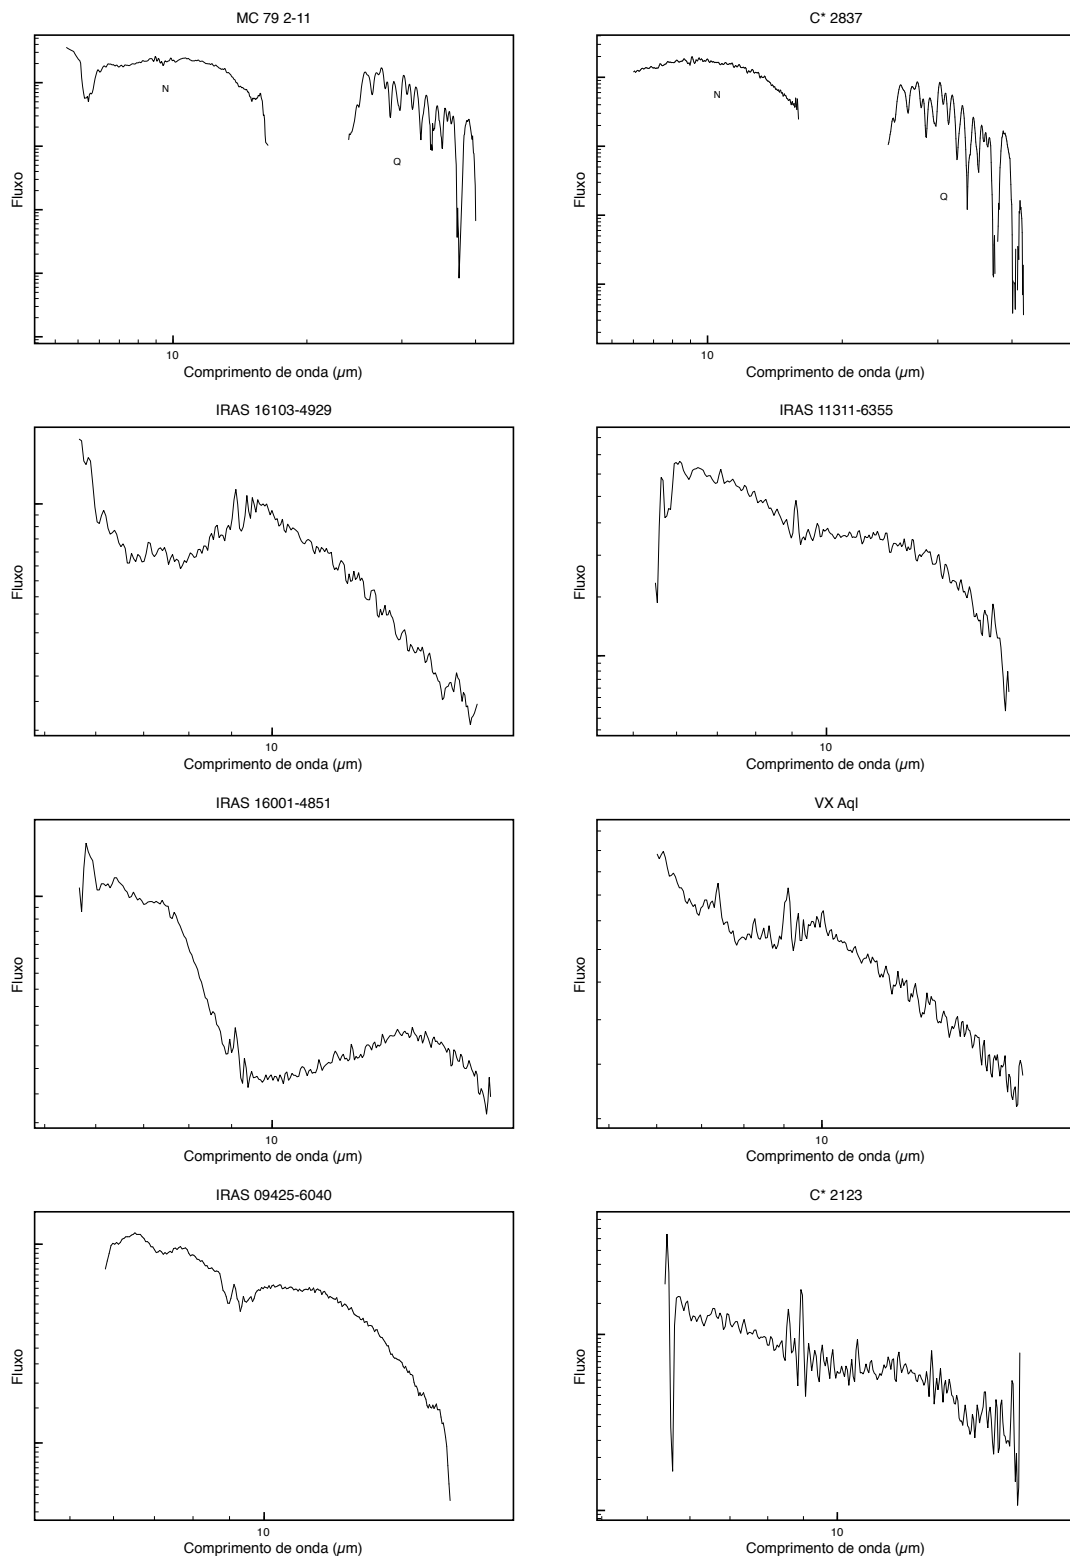 MC 79 2-11
N
Q
Fluxo
10
Comprimento de onda (µm)
C* 2837
N
Q
Fluxo
10
Comprimento de onda (µm)
IRAS 16103-4929
Fluxo
10
Comprimento de onda (µm)
IRAS 11311-6355
Fluxo
10
Comprimento de onda (µm)
IRAS 16001-4851
Fluxo
10
Comprimento de onda (µm)
VX Aql
Fluxo
10
Comprimento de onda (µm)
IRAS 09425-6040
Fluxo
10
Comprimento de onda (µm)
C* 2123
Fluxo
10
Comprimento de onda (µm)